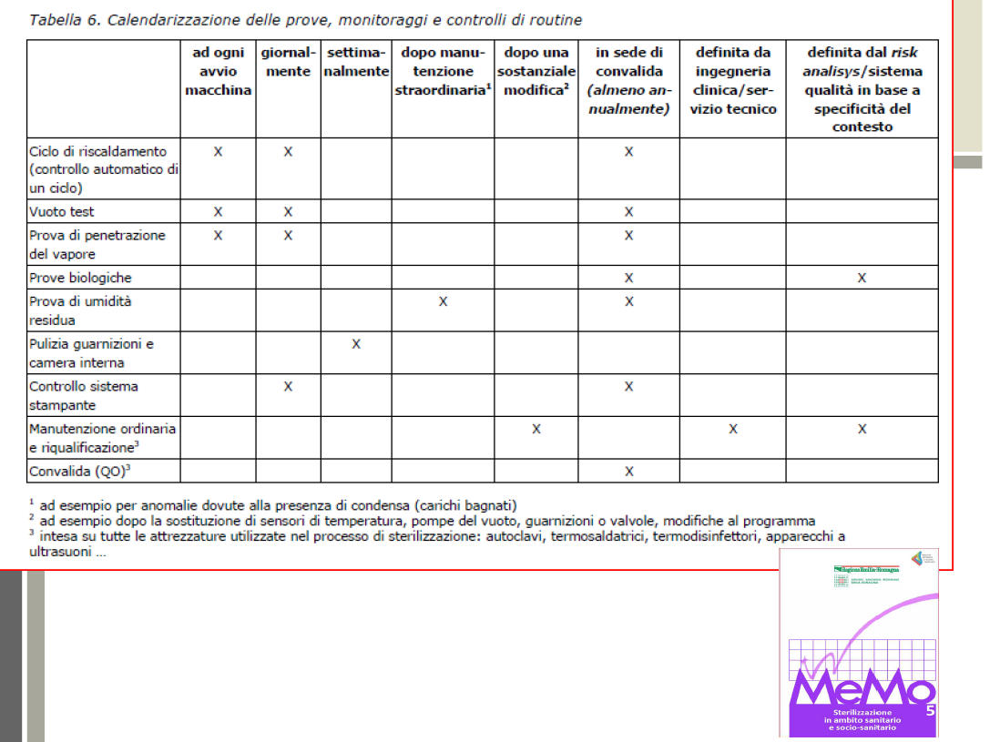 Tabella 6. Calendarizzazione delle prove, monitoraggi e controlli di routine
ad ogni avvio macchina
giornal-
mente
settima-
nalmente
dopo manu-
tenzione
straordinaria¹
dopo una
sostanziale
modifica²
in sede di
convalida
(almeno an-
nualmente)
definita da
ingegneria
clinica/ser-
vizio tecnico
definita dal risk
analisys/sistema
qualità in base a
specificità del
contesto
Ciclo di riscaldamento X X X
(controllo automatico di
un ciclo)
Vuoto test X X X
Prova di penetrazione X X X
del vapore
Prove biologiche X X
Prova di umidità X X
residua
Pulizia guarnizioni e X
camera interna
Controllo sistema X X
stampante
Manutenzione ordinaria X X X
e riqualificazione³
Convalida (QO)³ X
¹ ad esempio per anomalie dovute alla presenza di condensa (carichi bagnati)
² ad esempio dopo la sostituzione di sensori di temperatura, pompe del vuoto, guarnizioni o valvole, modifiche al programma
³ intesa su tutte le attrezzature utilizzate nel processo di sterilizzazione: autoclavi, termosaldatrici, termodisinfettori, apparecchi a
ultrasuoni ...
RegioneEmilia-Romagna
MeMo
5
Sterilizzazione
in ambito sanitario
e socio-sanitario